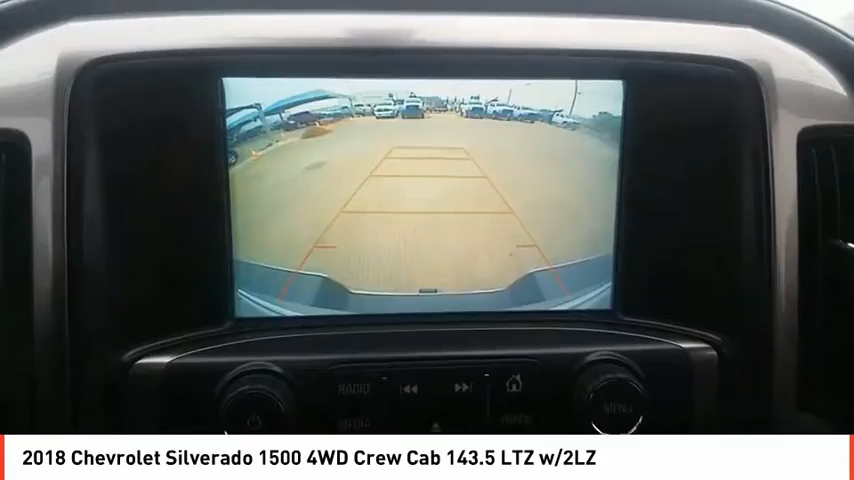 RADIO
MEDIA
BACK
MENU
2018 Chevrolet Silverado 1500 4WD Crew Cab 143.5 LTZ w/2LZ